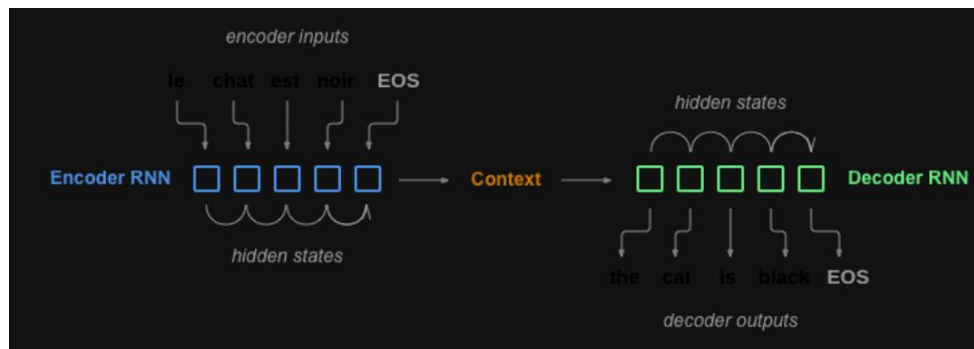 encoder inputs
le chat est noir EOS
hidden states
Encoder RNN Context Decoder RNN
hidden states
the cat is black EOS
decoder outputs